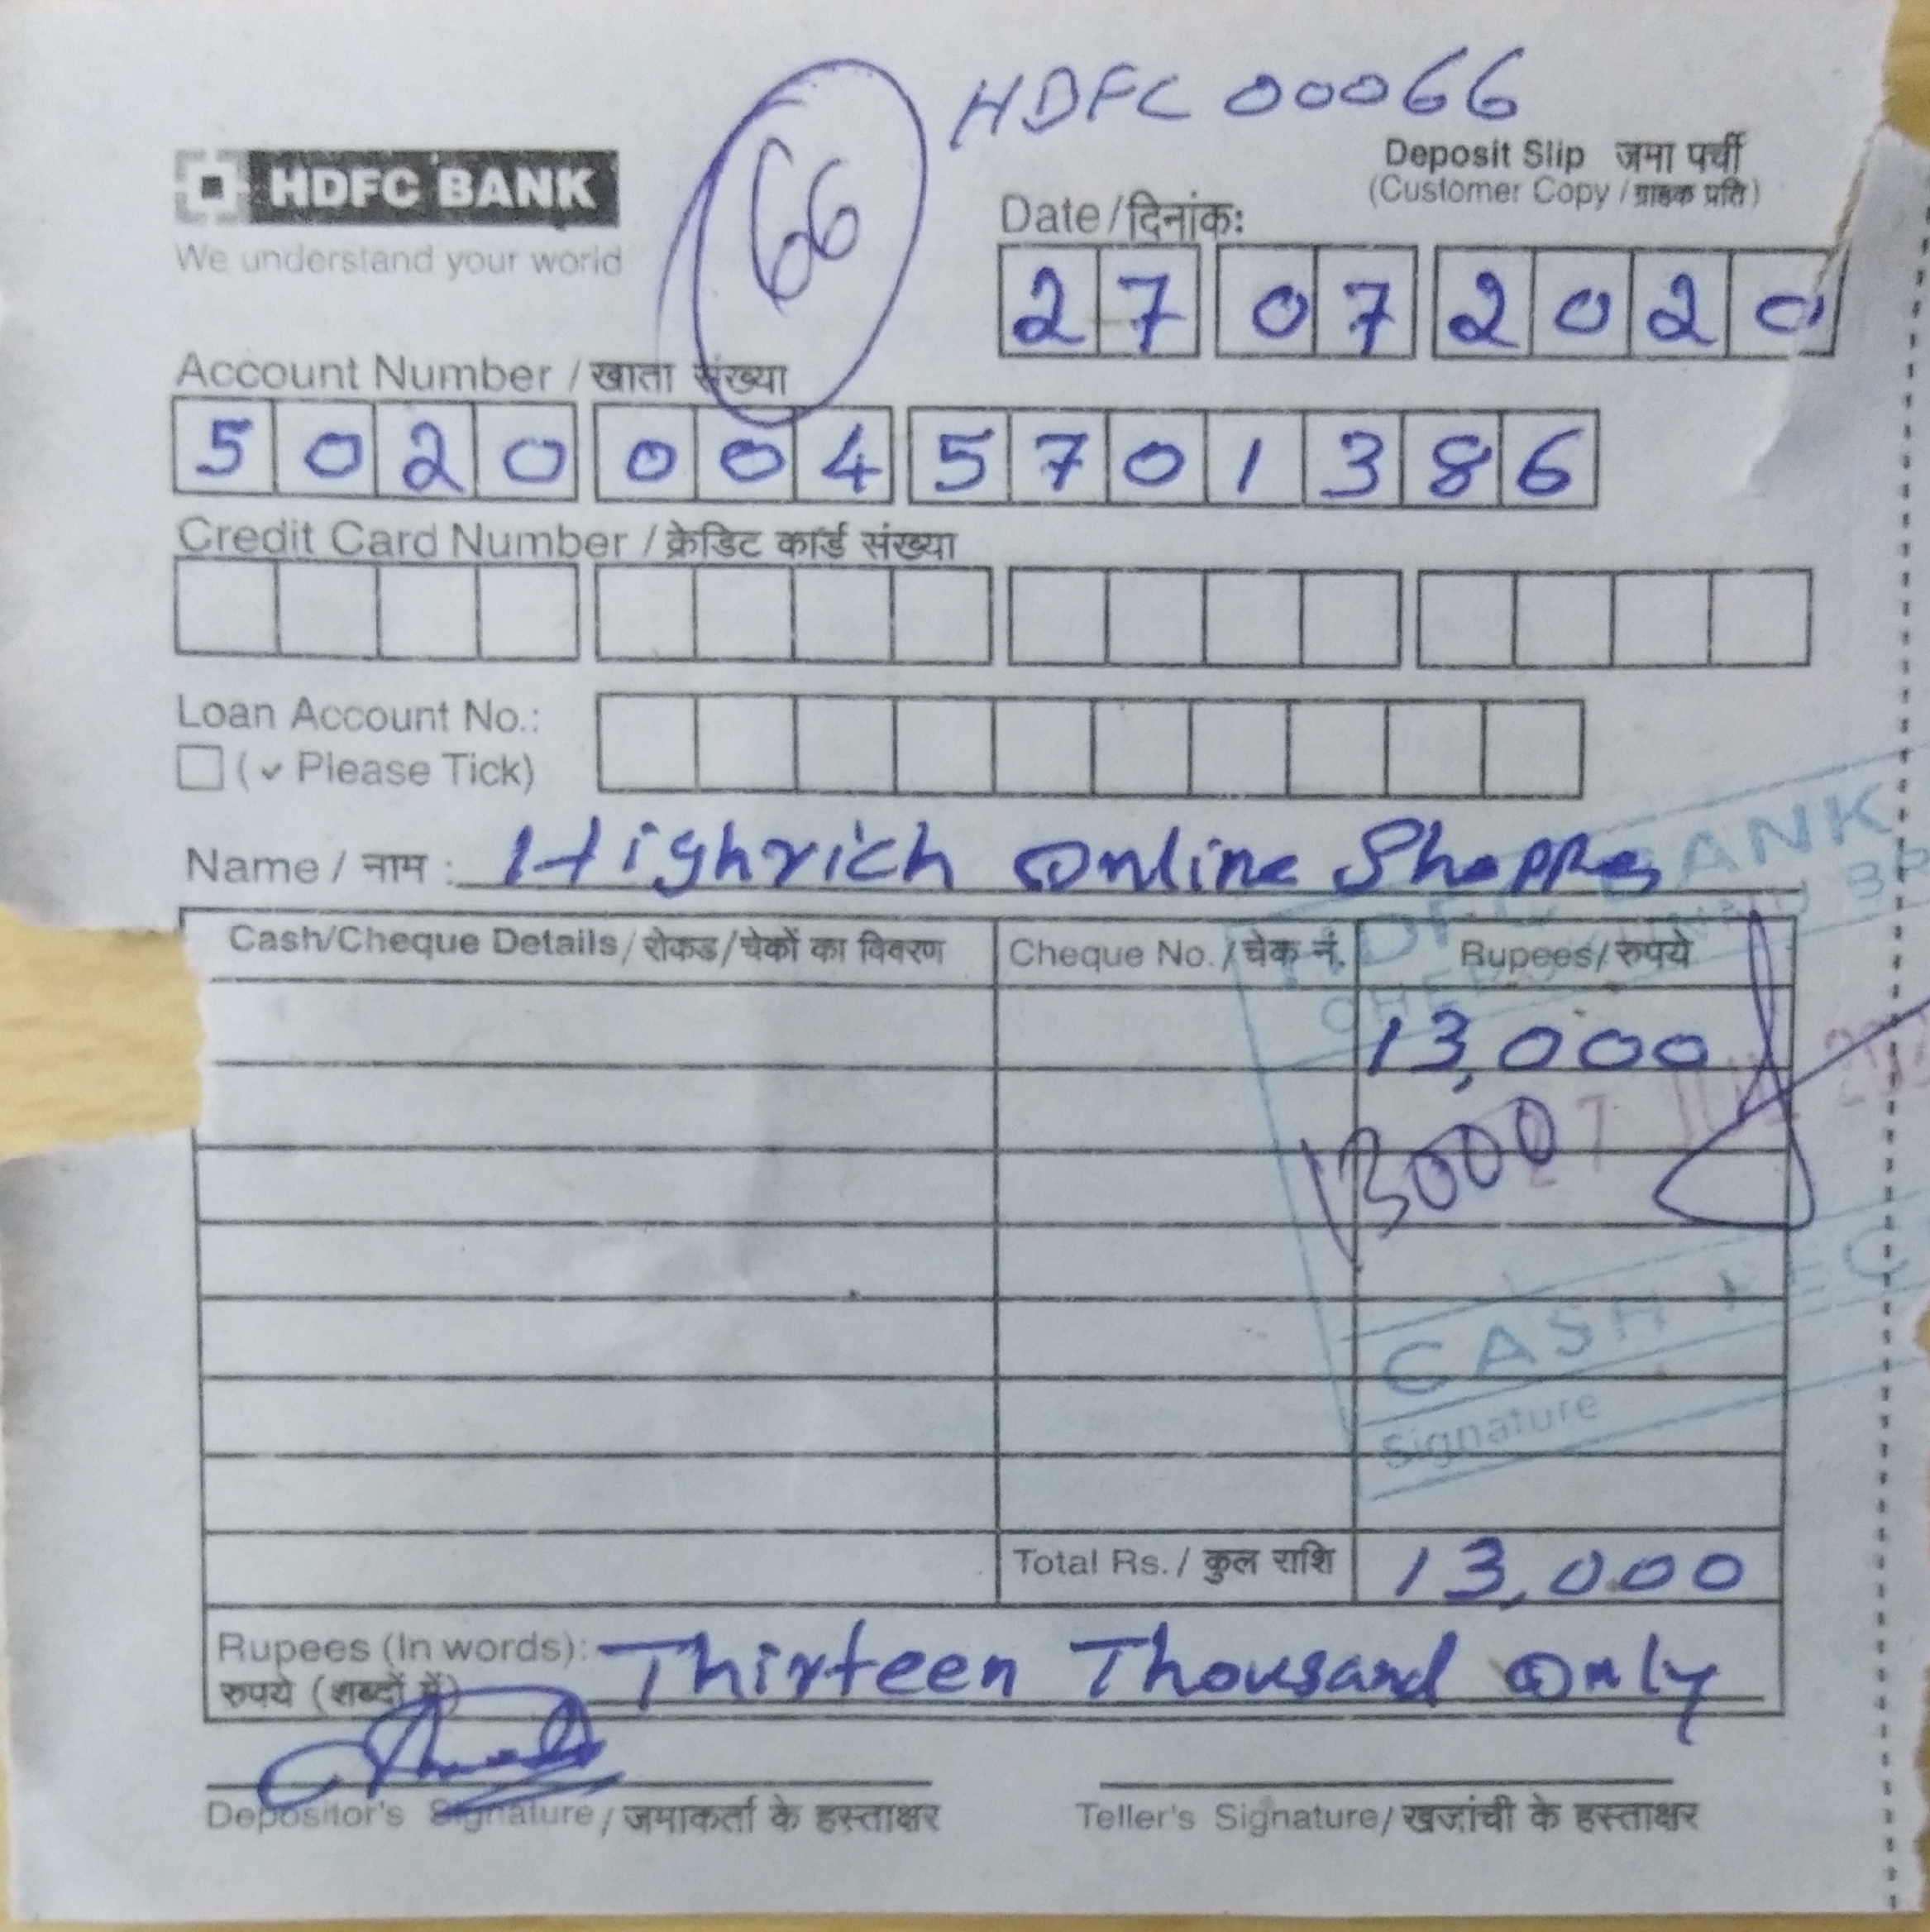 HDFC 00066
66
HDFC BANK
We understand your world
Deposit Slip जमा पर्ची
(Customer Copy / ग्राहक प्रति)
Date / दिनांक:
2 7 0 7 2 0 2 0
Account Number / खाता संख्या
5 0 2 0 0 0 4 5 7 0 1 3 8 6
Credit Card Number / क्रेडिट कार्ड संख्या
Loan Account No.:
(✓ Please Tick)
Name / नाम : Highrich Online Shoppe
HDFC BANK
Cash/Cheque Details / रोकड/चेकों का विवरण Cheque No. / चेक नं. Rupees/ रुपये
13,000
13000
CASH
Signature
Total Rs. / कुल राशि 13,000
Rupees (In words): Thirteen Thousand Only
रुपये (शब्दों में)
Depositor's Signature / जमाकर्ता के हस्ताक्षर Teller's Signature/ खजांची के हस्ताक्षर